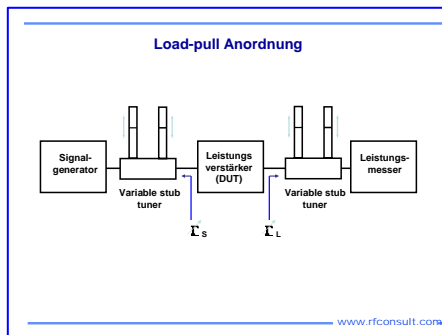 Load-pull Anordnung
Signal-
generator
Variable stub
tuner
Leistungs
verstärker
(DUT)
Variable stub
tuner
Leistungs-
messer
Γ S
Γ L
www.rfconsult.com